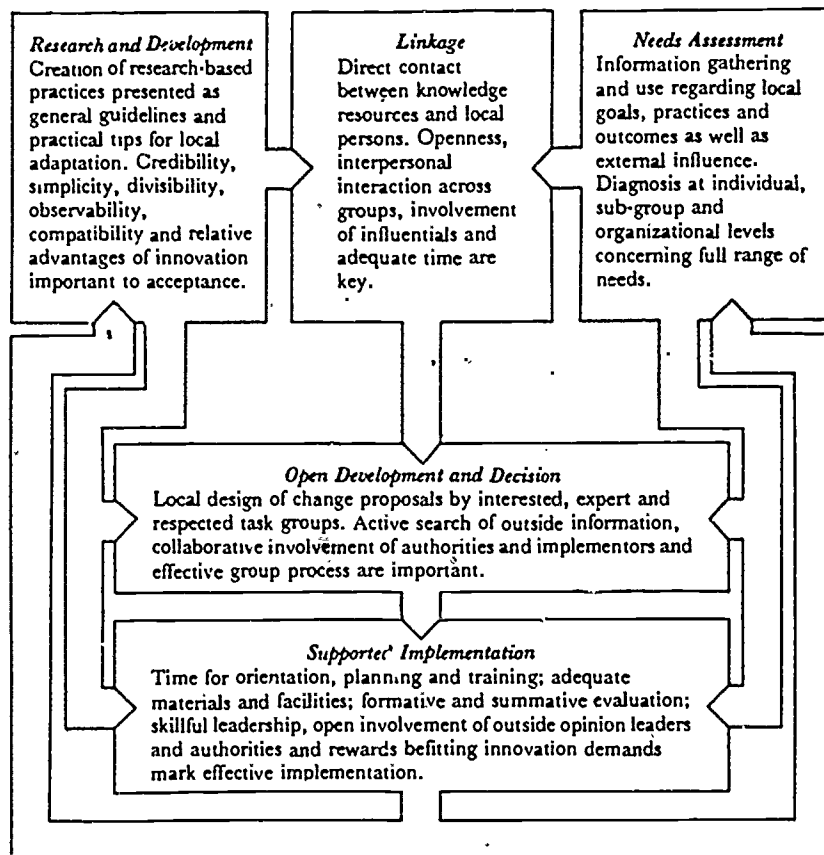 Research and Development
Creation of research-based
practices presented as
general guidelines and
practical tips for local
adaptation. Credibility,
simplicity, divisibility,
observability,
compatibility and relative
advantages of innovation
important to acceptance.
Linkage
Direct contact
between knowledge
resources and local
persons. Openness,
interpersonal
interaction across
groups, involvement
of influentials and
adequate time are
key.
Needs Assessment
Information gathering
and use regarding local
goals, practices and
outcomes as well as
external influence.
Diagnosis at individual,
sub-group and
organizational levels
concerning full range of
needs.
Open Development and Decision
Local design of change proposals by interested, expert and
respected task groups. Active search of outside information,
collaborative involvement of authorities and implementors and
effective group process are important.
Supported Implementation
Time for orientation, planning and training; adequate
materials and facilities; formative and summative evaluation;
skillful leadership, open involvement of outside opinion leaders
and authorities and rewards befitting innovation demands
mark effective implementation.